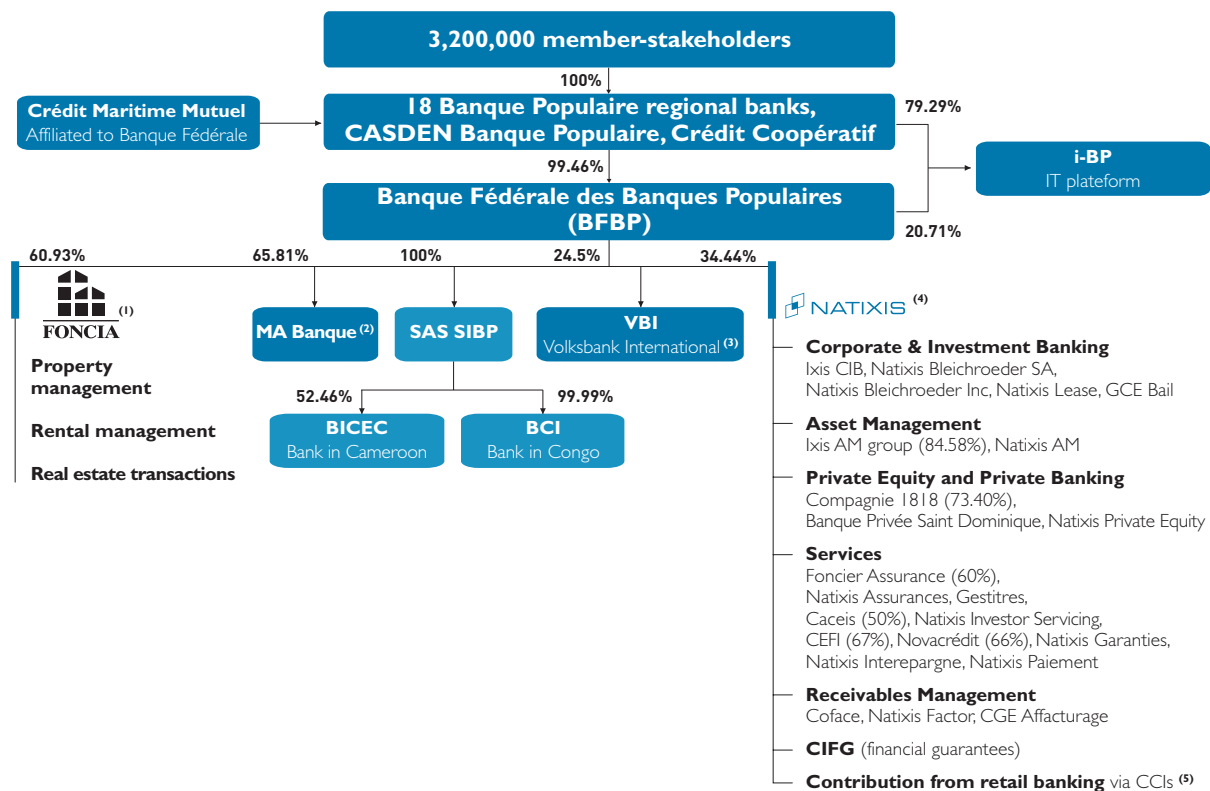 3,200,000 member-stakeholders
100%
Crédit Maritime Mutuel
Affiliated to Banque Fédérale
18 Banque Populaire regional banks,
CASDEN Banque Populaire, Crédit Coopératif
79.29%
99.46%
i-BP
IT plateform
Banque Fédérale des Banques Populaires
(BFBP)
20.71%
60.93%
65.81%
100%
24.5%
34.44%
FONCIA (1)
MA Banque (2)
SAS SIBP
VBI
Volksbank International (3)
NATIXIS (4)
Property
management
Rental management
Real estate transactions
52.46%
99.99%
BICEC
Bank in Cameroon
BCI
Bank in Congo
Corporate & Investment Banking
Ixis CIB, Natixis Bleichroeder SA,
Natixis Bleichroeder Inc, Natixis Lease, GCE Bail
Asset Management
Ixis AM group (84.58%), Natixis AM
Private Equity and Private Banking
Compagnie 1818 (73.40%),
Banque Privée Saint Dominique, Natixis Private Equity
Services
Foncier Assurance (60%),
Natixis Assurances, Gestitres,
Caceis (50%), Natixis Investor Servicing,
CEFI (67%), Novacrédit (66%), Natixis Garanties,
Natixis Interepargne, Natixis Paiement
Receivables Management
Coface, Natixis Factor, CGE Affacturage
CIFG (financial guarantees)
Contribution from retail banking via CCIs (5)